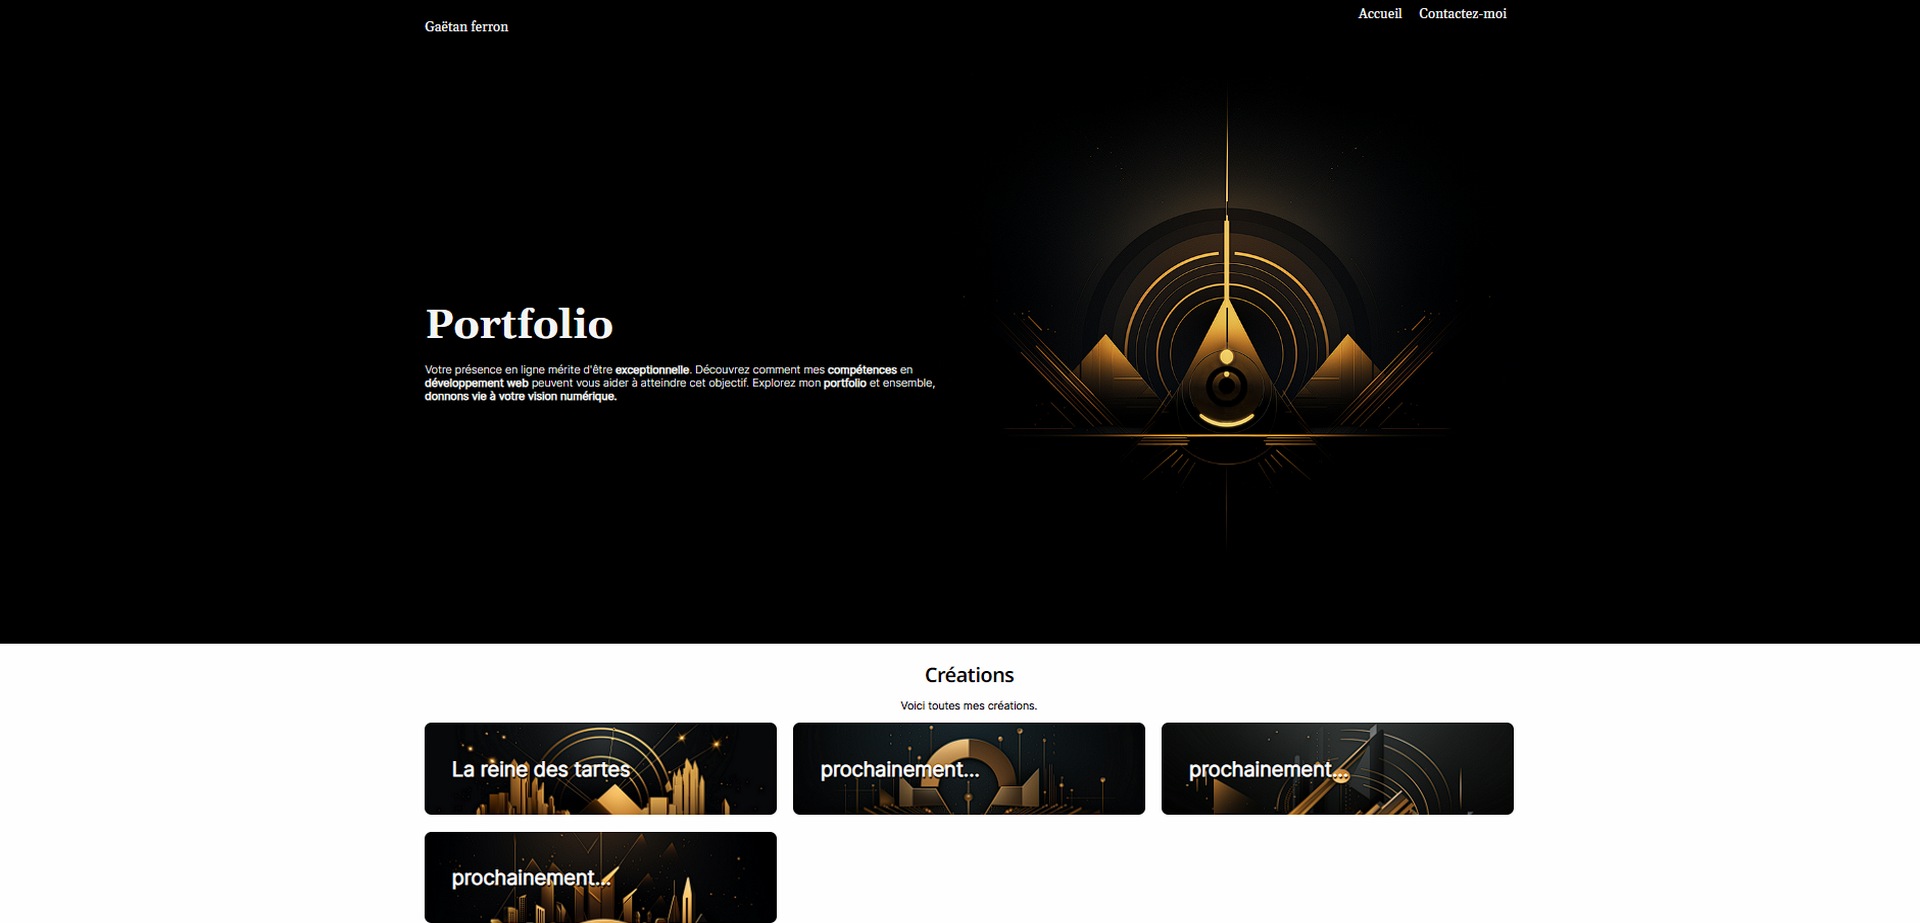 Gaëtan ferron
Accueil
Contactez-moi
Portfolio
Votre présence en ligne mérite d'être exceptionnelle. Découvrez comment mes compétences en
développement web peuvent vous aider à atteindre cet objectif. Explorez mon portfolio et ensemble,
donnons vie à votre vision numérique.
Créations
Voici toutes mes créations.
La reine des tartes
prochainement...
prochainement...
prochainement...